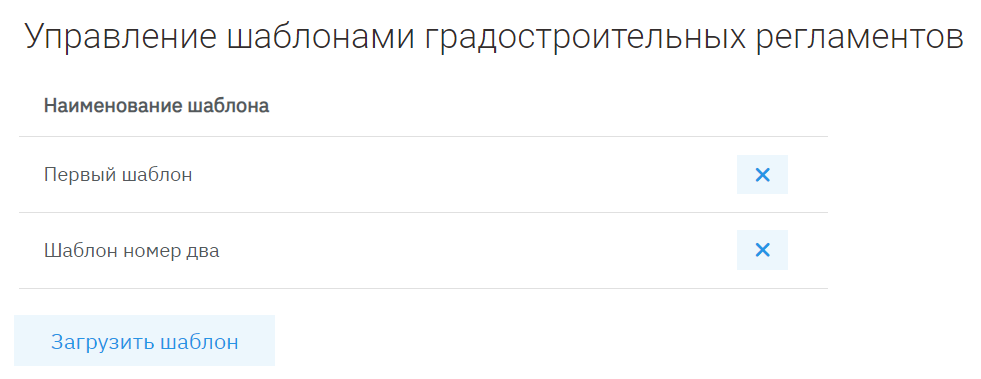 Управление шаблонами градостроительных регламентов
Наименование шаблона
Первый шаблон
Шаблон номер два
Загрузить шаблон